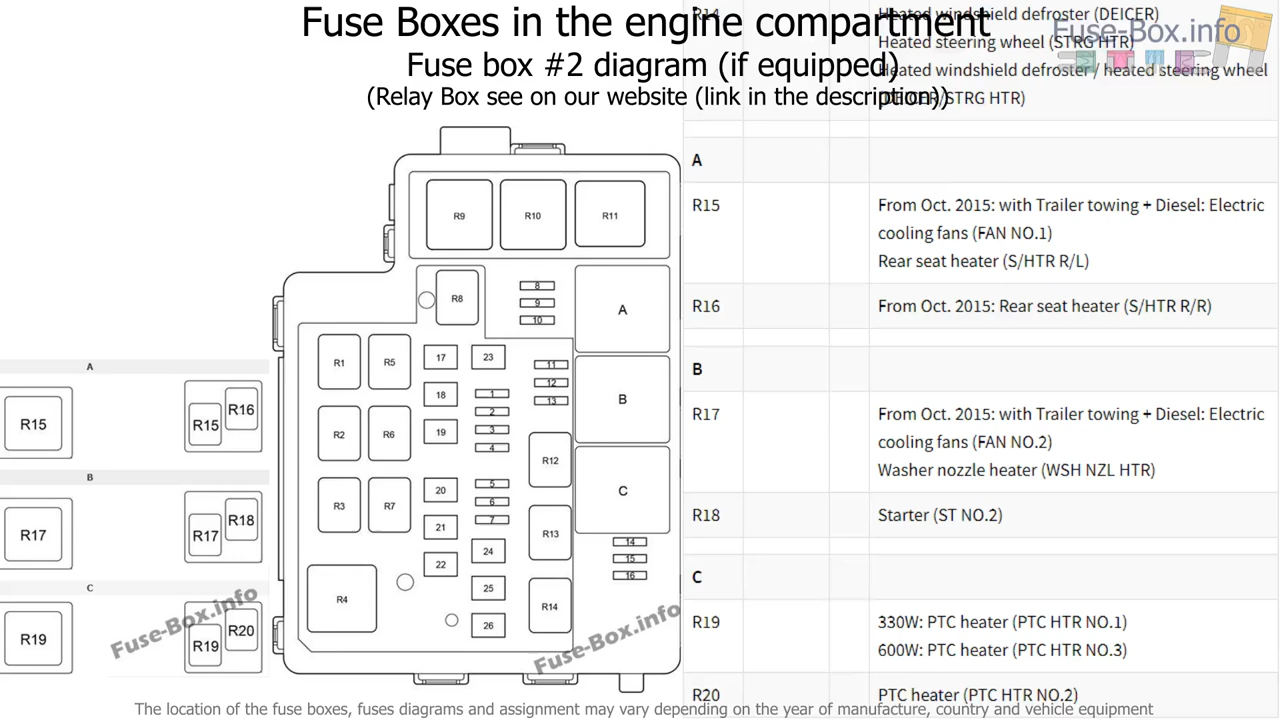 Fuse Boxes in the engine compartment
Fuse box #2 diagram (if equipped)
(Relay Box see on our website (link in the description))
Fuse-Box.info
R14
Heated windshield defroster (DEICER)
Heated steering wheel (STRG HTR)
Heated windshield defroster / heated steering wheel
(DEICER/STRG HTR)
A
R15
From Oct. 2015: with Trailer towing + Diesel: Electric
cooling fans (FAN NO.1)
Rear seat heater (S/HTR R/L)
R16
From Oct. 2015: Rear seat heater (S/HTR R/R)
B
R17
From Oct. 2015: with Trailer towing + Diesel: Electric
cooling fans (FAN NO.2)
Washer nozzle heater (WSH NZL HTR)
R18
Starter (ST NO.2)
C
R19
330W: PTC heater (PTC HTR NO.1)
600W: PTC heater (PTC HTR NO.3)
R20
PTC heater (PTC HTR NO.2)
R9 R10 R11
R8
8
9
10
A
R1 R5 17 23
11
12
13
18
1
2
B
R2 R6 19
3
4
R12
C
R3 R7 20
5
6
7
21
R13
14
15
16
22 24
R4
25
R14
26
A
R15 R15 R16
B
R17 R17 R18
C
R19 R19 R20
Fuse-Box.info
Fuse-Box.info
The location of the fuse boxes, fuses diagrams and assignment may vary depending on the year of manufacture, country and vehicle equipment